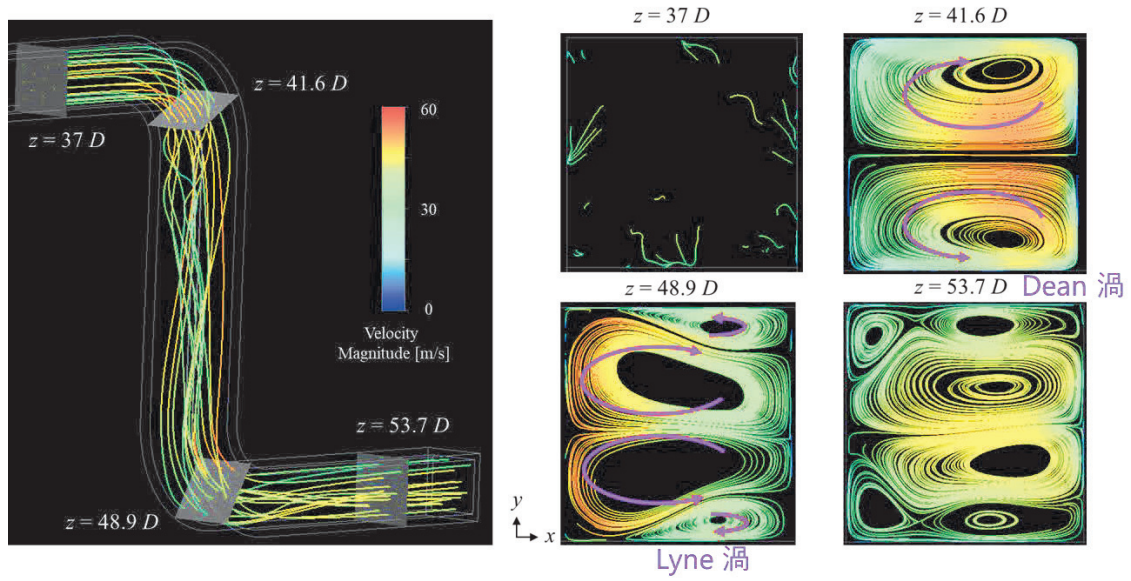 z = 37 D
z = 41.6 D
z = 48.9 D
z = 53.7 D
60
30
0
Velocity
Magnitude [m/s]
z = 37 D
z = 41.6 D
Dean 渦
z = 48.9 D
z = 53.7 D
y
x
Lyne 渦